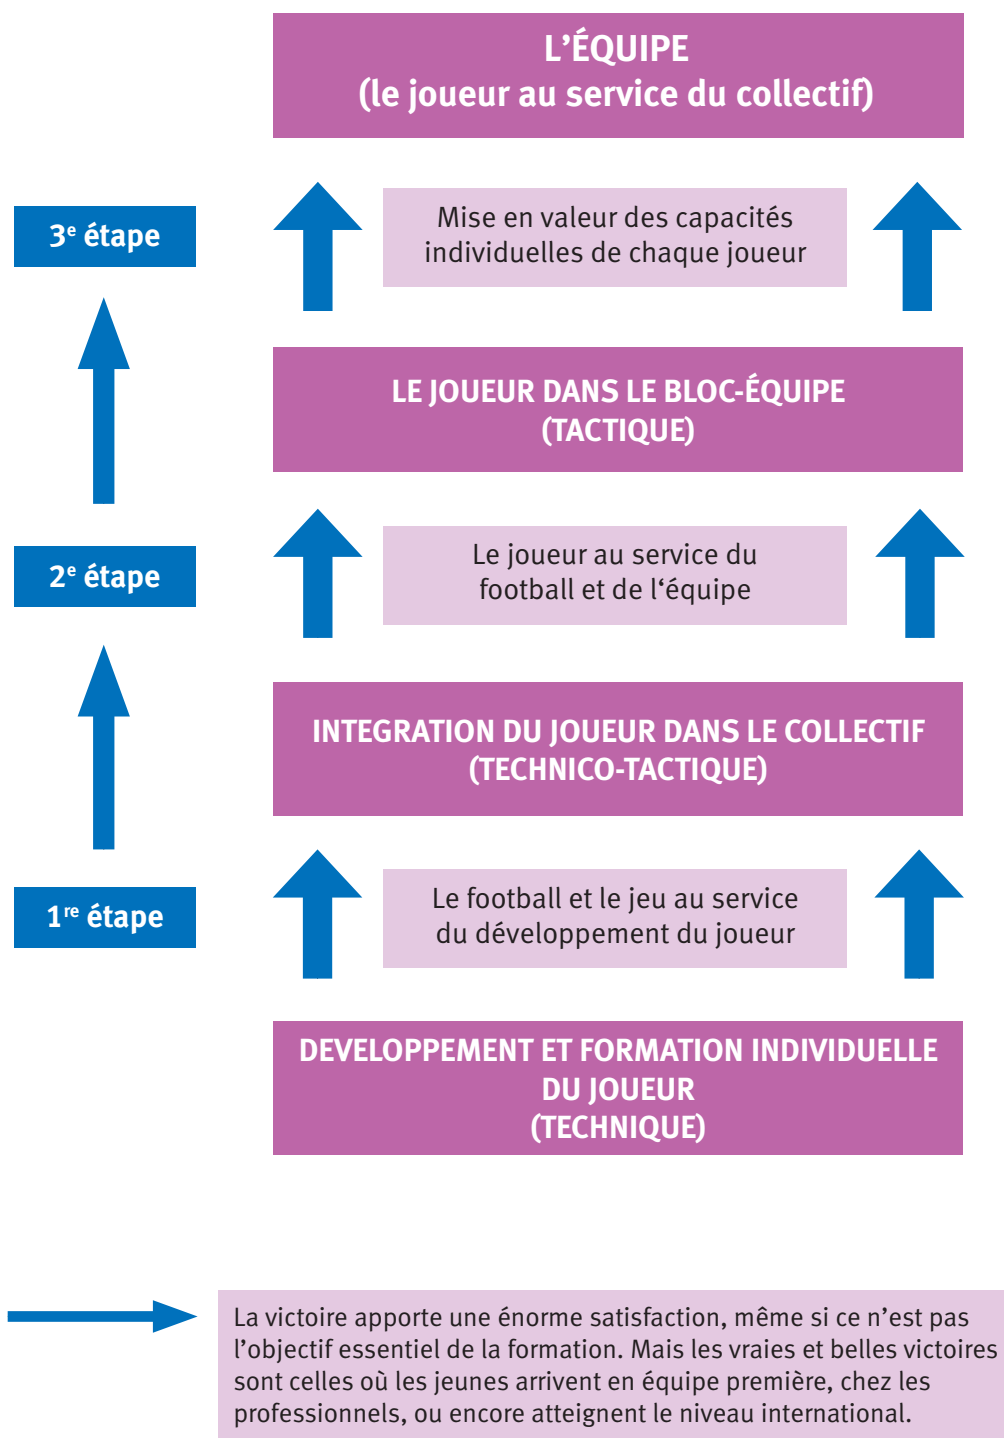 L’ÉQUIPE
(le joueur au service du collectif)
3e étape
Mise en valeur des capacités
individuelles de chaque joueur
LE JOUEUR DANS LE BLOC-ÉQUIPE
(TACTIQUE)
2e étape
Le joueur au service du
football et de l‘équipe
INTEGRATION DU JOUEUR DANS LE COLLECTIF
(TECHNICO-TACTIQUE)
1re étape
Le football et le jeu au service
du développement du joueur
DEVELOPPEMENT ET FORMATION INDIVIDUELLE
DU JOUEUR
(TECHNIQUE)
La victoire apporte une énorme satisfaction, même si ce n’est pas
l’objectif essentiel de la formation. Mais les vraies et belles victoires
sont celles où les jeunes arrivent en équipe première, chez les
professionnels, ou encore atteignent le niveau international.